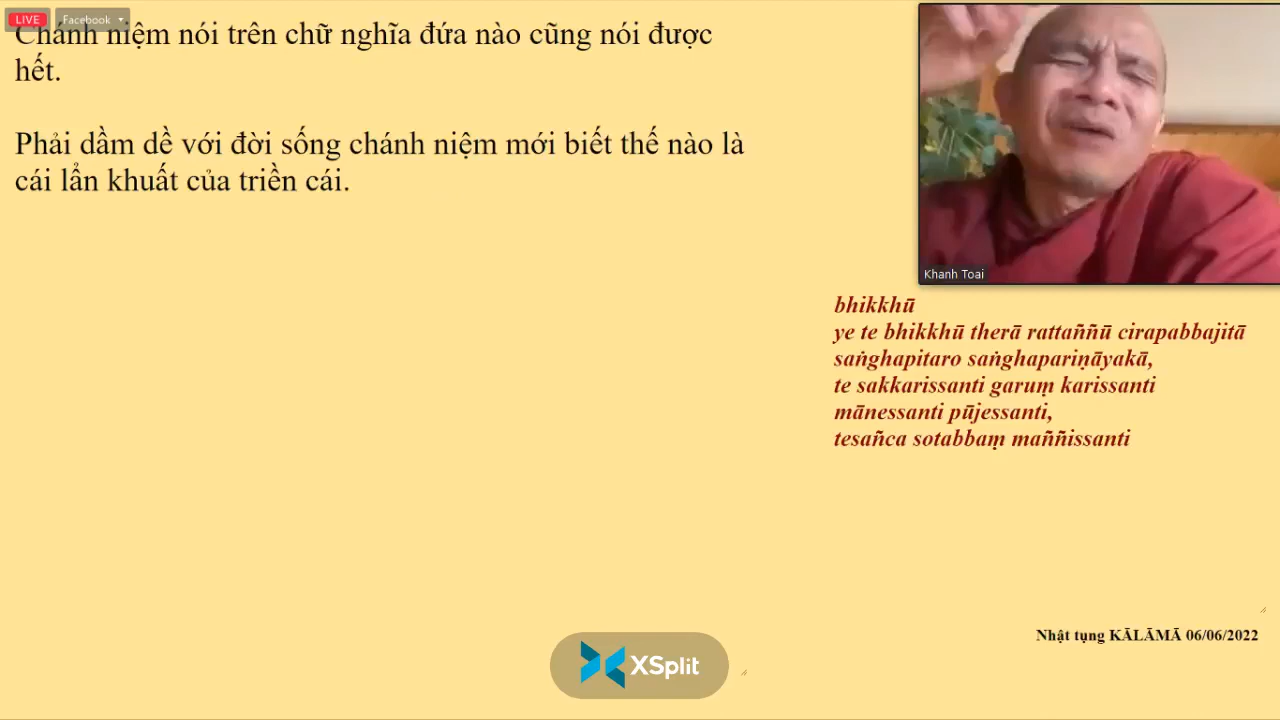 LIVE
Facebook
Chánh niệm nói trên chữ nghĩa đứa nào cũng nói được
hết.
Phải dầm dề với đời sống chánh niệm mới biết thế nào là
cái lẩn khuất của triền cái.
Khanh Toai
bhikkhū
ye te bhikkhū therā rattaññū cirapabbajitā
saṅghapitaro saṅghapariṇāyakā,
te sakkarissanti garuṃ karissanti
mānessanti pūjessanti,
tesañca sotabbaṃ maññissanti
Nhật tụng KĀLĀMĀ 06/06/2022
XSplit